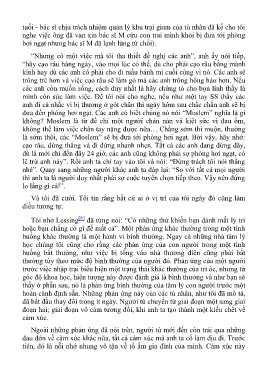 tuổi - bác sĩ chịu trách nhiệm quản lý khu trại giam của tù nhân đã kể cho tôi
nghe việc ông đã van xin bác sĩ M cứu con trai mình khỏi bị đưa tới phòng
hơi ngạt nhưng bác sĩ M đã lạnh lùng từ chối).
“Nhưng có một việc mà tôi tha thiết đề nghị các anh”, anh ấy nói tiếp,
“hãy cạo râu hàng ngày, vào mọi lúc có thể, dù cho phải cạo râu bằng mảnh
kính hay dù các anh có phải cho đi mẩu bánh mì cuối cùng vì nó. Các anh sẽ
trông trẻ hơn và việc cạo râu sẽ làm gò má các anh trông hồng hào hơn. Nếu
các anh còn muốn sống, cách duy nhất là hãy chứng tỏ cho bọn lính thấy là
mình còn sức làm việc. Để tôi nói cho nghe, nếu như một tay SS thấy các
anh đi cà nhắc vì bị thương ở gót chân thì ngày hôm sau chắc chắn anh sẽ bị
đưa đến phòng hơi ngạt. Các anh có biết chúng nó nói “Moslem” nghĩa là gì
không? Moslem là từ để chỉ một người chán nản và kiệt sức vì đau ốm,
không thể làm việc chân tay nặng được nữa… Chẳng sớm thì muộn, thường
là sớm thôi, các “Moslem” sẽ bị đưa tới phòng hơi ngạt. Bởi vậy, hãy nhớ:
cạo râu, đứng thẳng và đi đứng nhanh nhẹn. Tất cả các anh đang đứng đây,
dù là mới chỉ đến đây 24 giờ, các anh cũng không phải sợ phòng hơi ngạt, có
lẽ trừ anh này”. Rồi anh ta chỉ tay vào tôi và nói: “Đừng trách tôi nói thẳng
nhé”. Quay sang những người khác anh ta đáp lại: “So với tất cả mọi người
thì anh ta là người duy nhất phải sợ cuộc tuyển chọn tiếp theo. Vậy nên đừng
lo lắng gì cả!”.
Và tôi đã cười. Tôi tin rằng bất cứ ai ở vị trí của tôi ngày đó cũng làm
điều tương tự.
Tôi nhớ Lessing đã từng nói: “Có những thứ khiến bạn đánh mất lý trí
hoặc bạn chẳng có gì để mất cả”. Một phản ứng khác thường trong một tình
huống khác thường là một hành vi bình thường. Ngay cả những nhà tâm lý
học chúng tôi cũng cho rằng các phản ứng của con người trong một tình
huống bất thường, như việc bị tống vào nhà thương điên cũng phải bất
thường tùy theo mức độ bình thường của người đó. Phản ứng của một người
trước việc nhập trại biểu hiện một trạng thái khác thường của trí óc, nhưng từ
góc độ khoa học, hiện tượng này được đánh giá là bình thường và như bạn sẽ
thấy ở phần sau, nó là phản ứng bình thường của tâm lý con người trước một
hoàn cảnh định sẵn. Những phản ứng này của các tù nhân, như tôi đã mô tả,
đã bắt đầu thay đổi trong ít ngày. Người tù chuyển từ giai đoạn một sang giai
đoạn hai; giai đoạn vô cảm tương đối, khi anh ta tạo thành một kiểu chết về
cảm xúc.
Ngoài những phản ứng đã nói trên, người tù mới đến còn trải qua những
đau đớn về cảm xúc khác nữa, tất cả cảm xúc mà anh ta cố làm dịu đi. Trước
tiên, đó là nỗi nhớ nhung vô tận về tổ ấm gia đình của mình. Cảm xúc này